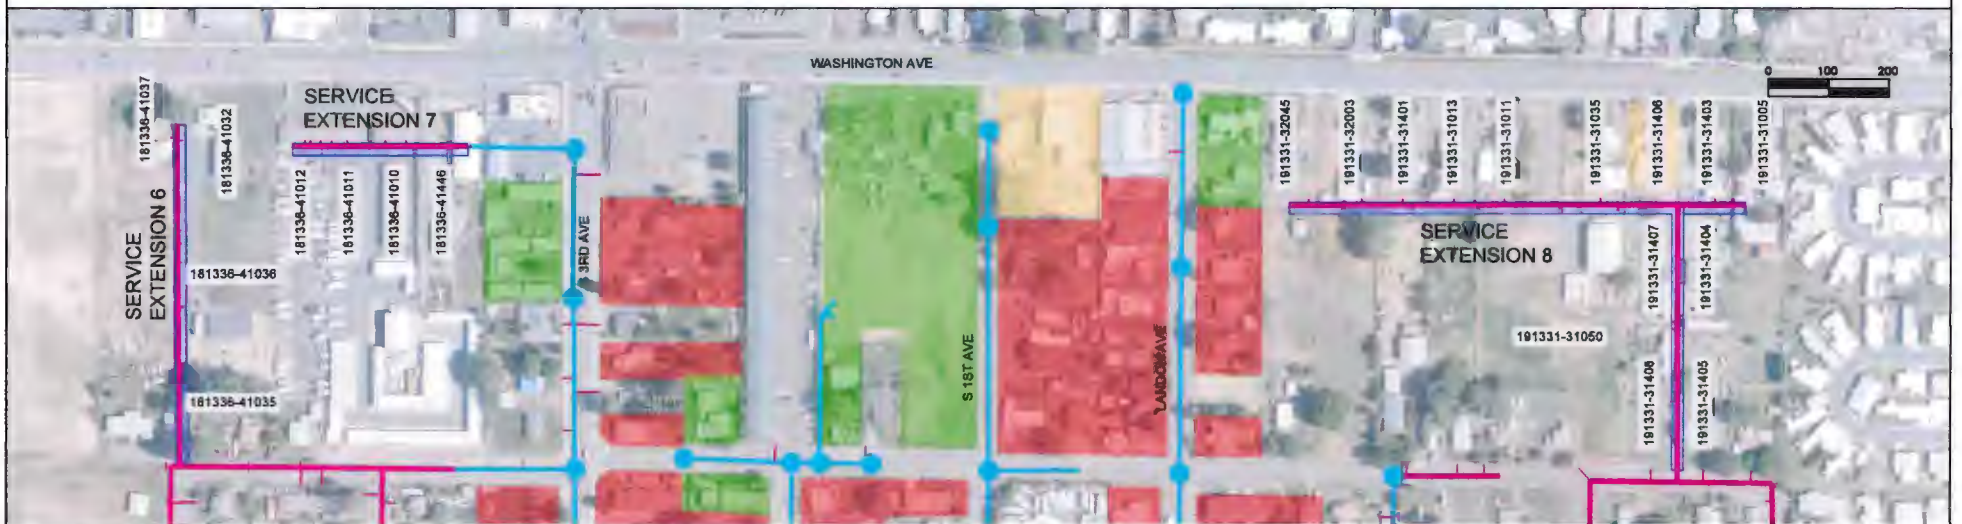 WASHINGTON AVE
0 100 200
SERVICE
EXTENSION 7
181336-41037
181336-41032
181336-41012
181336-41011
181336-41010
181336-41446
SERVICE
EXTENSION 6
181336-41036
181336-41035
S 3RD AVE
S 1ST AVE
LANDON AVE
191331-32045
191331-32003
191331-31401
191331-31013
191331-31011
191331-31035
191331-31406
191331-31403
191331-31005
SERVICE
EXTENSION 8
191331-31407
191331-31404
191331-31050
191331-31408
191331-31405